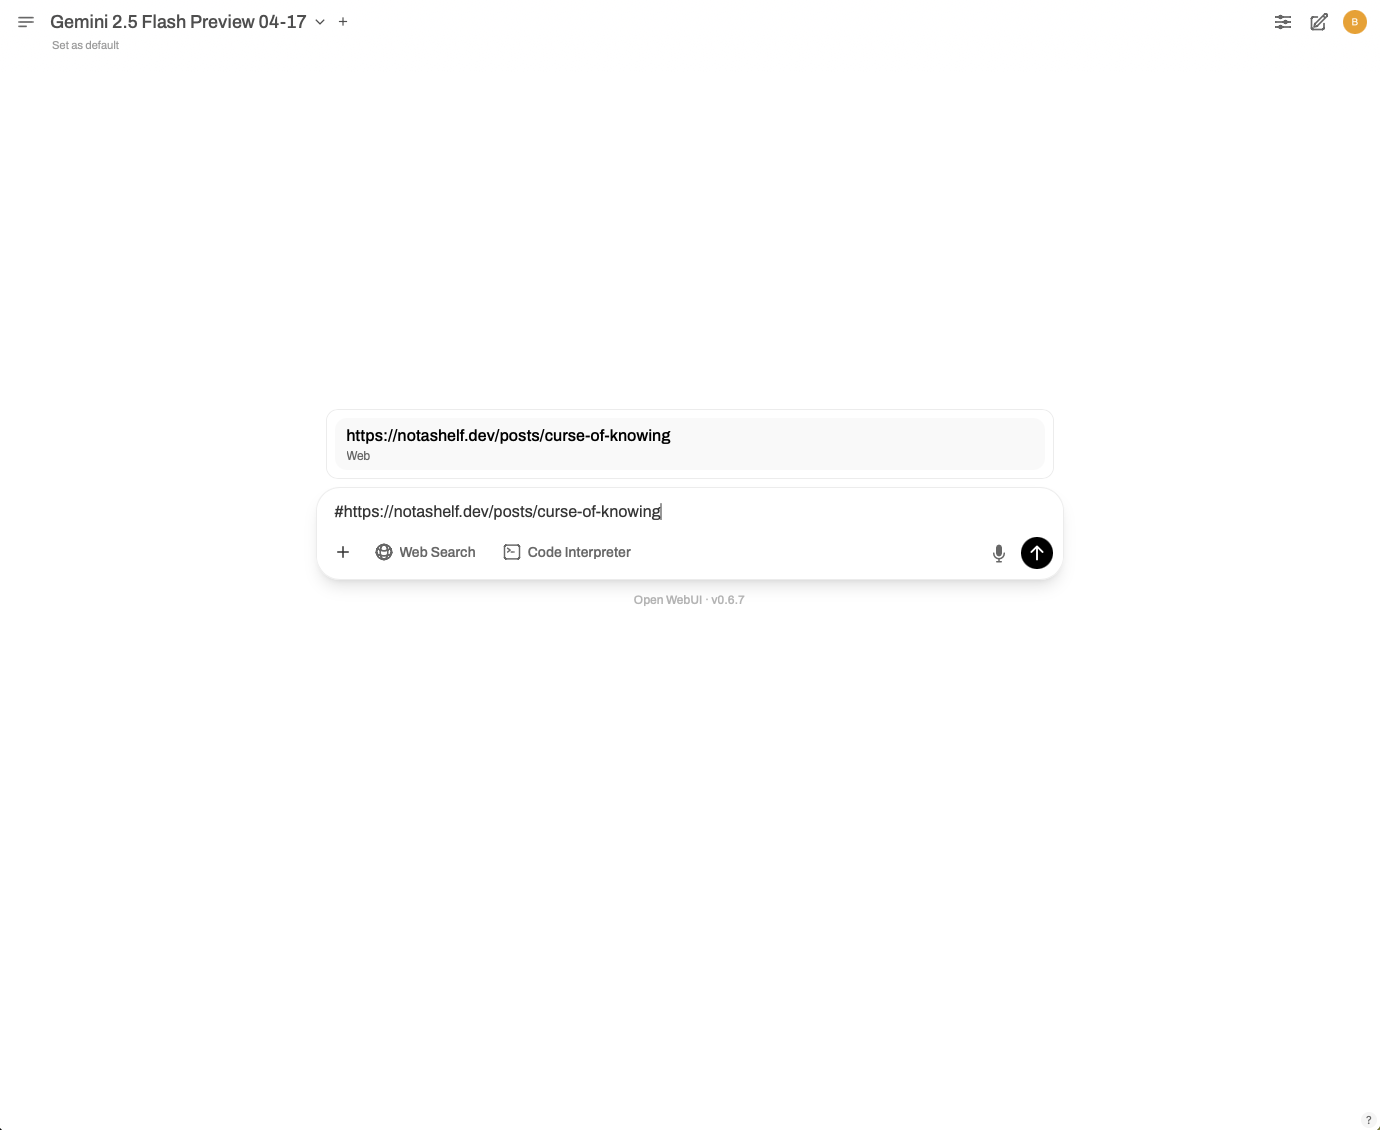 Gemini 2.5 Flash Preview 04-17
Set as default
B
https://notashelf.dev/posts/curse-of-knowing
Web
#https://notashelf.dev/posts/curse-of-knowing
Web Search
Code Interpreter
Open WebUI · v0.6.7
?